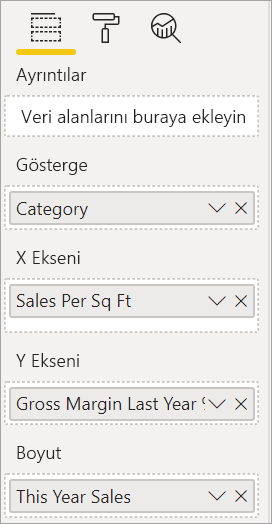 Ayrıntılar
Veri alanlarını buraya ekleyin
Gösterge
Category
X Ekseni
Sales Per Sq Ft
Y Ekseni
Gross Margin Last Year
Boyut
This Year Sales